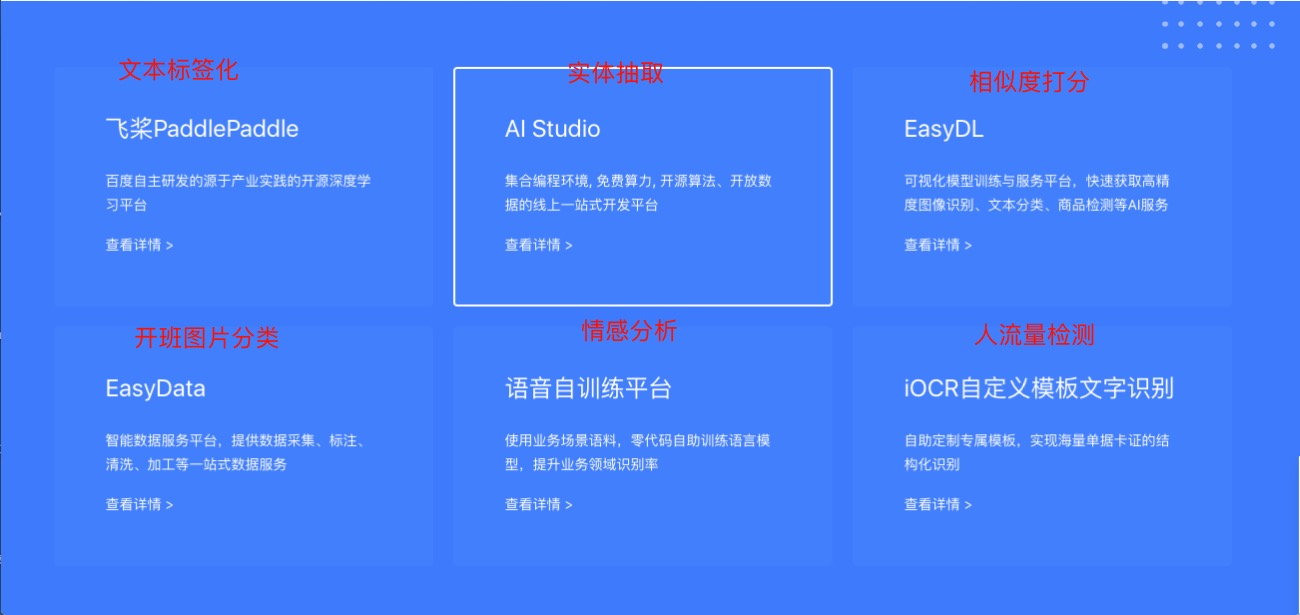 文本标签化
飞桨PaddlePaddle
百度自主研发的源于产业实践的开源深度学
习平台
查看详情 >
实体抽取
AI Studio
集合编程环境, 免费算力, 开源算法、开放数
据的线上一站式开发平台
查看详情 >
相似度打分
EasyDL
可视化模型训练与服务平台，快速获取高精
度图像识别、文本分类、商品检测等AI服务
查看详情 >
开班图片分类
EasyData
智能数据服务平台，提供数据采集、标注、
清洗、加工等一站式数据服务
查看详情 >
情感分析
语音自训练平台
使用业务场景语料，零代码自助训练语言模
型，提升业务领域识别率
查看详情 >
人流量检测
iOCR自定义模板文字识别
自助定制专属模板，实现海量单据卡证的结
构化识别
查看详情 >